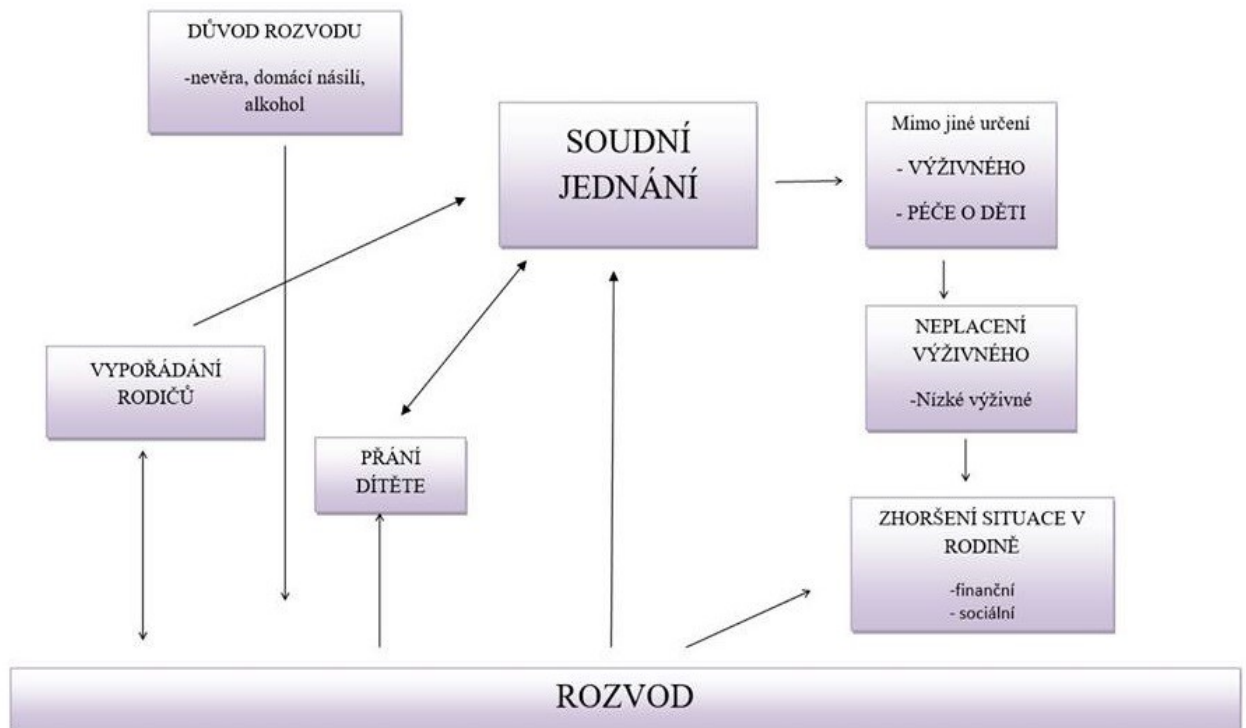 DŮVOD ROZVODU
-nevěra, domácí násilí,
alkohol
SOUDNÍ
JEDNÁNÍ
Mimo jiné určení
- VÝŽIVNÉHO
- PÉČE O DĚTI
VYPOŘÁDÁNÍ
RODIČŮ
PŘÁNÍ
DÍTĚTE
NEPLACENÍ
VÝŽIVNÉHO
-Nízké výživné
ZHORŠENÍ SITUACE V
RODINĚ
-finanční
- sociální
ROZVOD